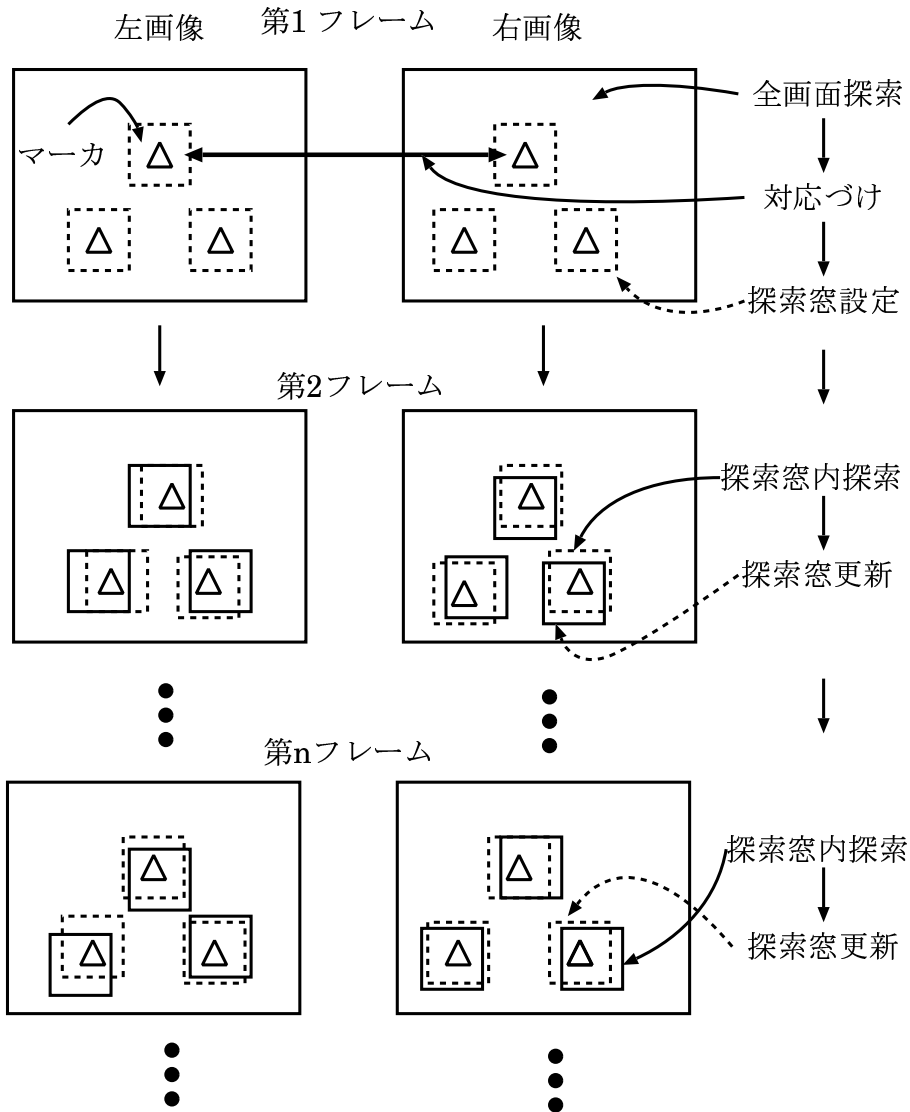 第1 フレーム
左画像
右画像
全画面探索
マーカ
対応づけ
探索窓設定
第2フレーム
探索窓内探索
探索窓更新
第nフレーム
探索窓内探索
探索窓更新